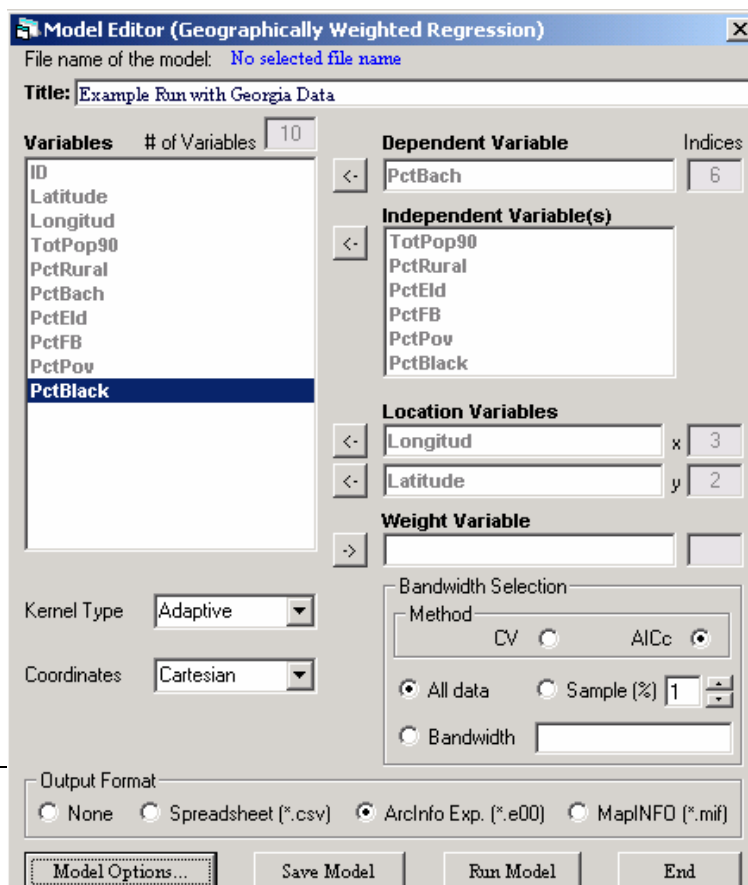 Model Editor (Geographically Weighted Regression)
File name of the model: No selected file name
Title: Example Run with Georgia Data
Variables # of Variables 10
ID
Latitude
Longitud
TotPop90
PctRural
PctBach
PctEld
PctFB
PctPov
PctBlack
Dependent Variable Indices
<- PctBach 6
Independent Variable(s)
<- TotPop90
PctRural
PctEld
PctFB
PctPov
PctBlack
Location Variables
<- Longitud x 3
<- Latitude y 2
Weight Variable
->
Kernel Type Adaptive
Coordinates Cartesian
Bandwidth Selection
Method
CV AICc
All data Sample (%) 1
Bandwidth
Output Format
None Spreadsheet (*.csv) ArcInfo Exp. (*.e00) MapINFO (*.mif)
Model Options... Save Model Run Model End